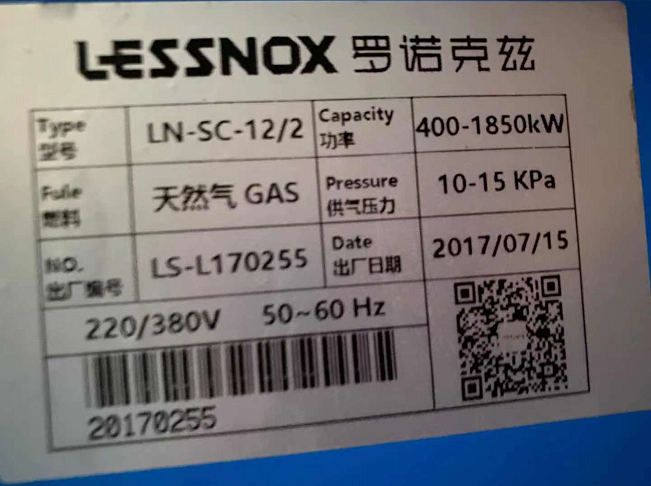 LESSNOX 罗诺克兹
Type LN-SC-12/2 Capacity 400-1850kW
型号 功率
Fule 天然气 GAS Pressure 10-15 KPa
燃料 供气压力
NO. LS-L170255 Date 2017/07/15
出厂编号 出厂日期
220/380V 50~60 Hz
20170255